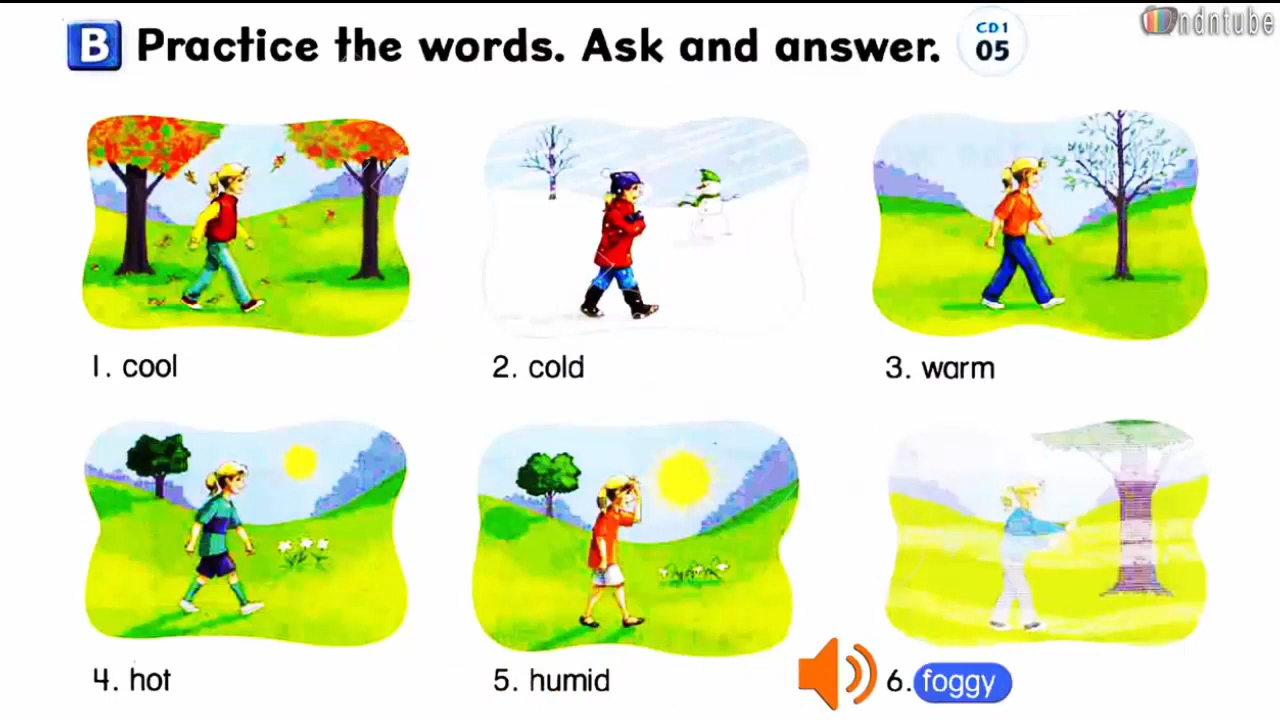 B Practice the words. Ask and answer. CD1 05
ndntube
1. cool 2. cold 3. warm
4. hot 5. humid 6. foggy